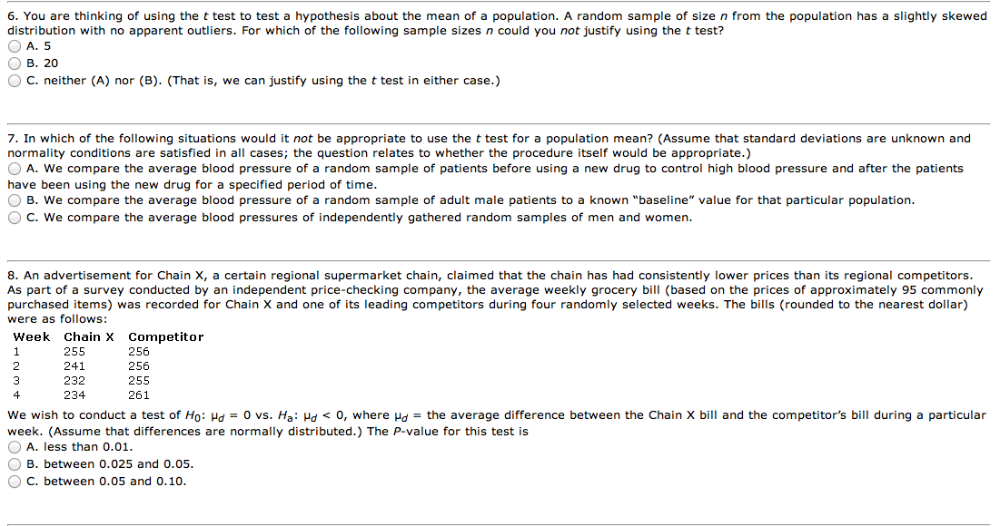 6. You are thinking of using the t test to test a hypothesis about the mean of a population. A random sample of size n from the population has a slightly skewed
distribution with no apparent outliers. For which of the following sample sizes n could you not justify using the t test?
A. 5
B. 20
C. neither (A) nor (B). (That is, we can justify using the t test in either case.)
7. In which of the following situations would it not be appropriate to use the t test for a population mean? (Assume that standard deviations are unknown and
normality conditions are satisfied in all cases; the question relates to whether the procedure itself would be appropriate.)
A. We compare the average blood pressure of a random sample of patients before using a new drug to control high blood pressure and after the patients
have been using the new drug for a specified period of time.
B. We compare the average blood pressure of a random sample of adult male patients to a known "baseline" value for that particular population.
C. We compare the average blood pressures of independently gathered random samples of men and women.
8. An advertisement for Chain X, a certain regional supermarket chain, claimed that the chain has had consistently lower prices than its regional competitors.
As part of a survey conducted by an independent price-checking company, the average weekly grocery bill (based on the prices of approximately 95 commonly
purchased items) was recorded for Chain X and one of its leading competitors during four randomly selected weeks. The bills (rounded to the nearest dollar)
were as follows:
Week Chain X Competitor
1 255 256
2 241 256
3 232 255
4 234 261
We wish to conduct a test of H0: μd = 0 vs. Ha: μd < 0, where μd = the average difference between the Chain X bill and the competitor's bill during a particular
week. (Assume that differences are normally distributed.) The P-value for this test is
A. less than 0.01.
B. between 0.025 and 0.05.
C. between 0.05 and 0.10.